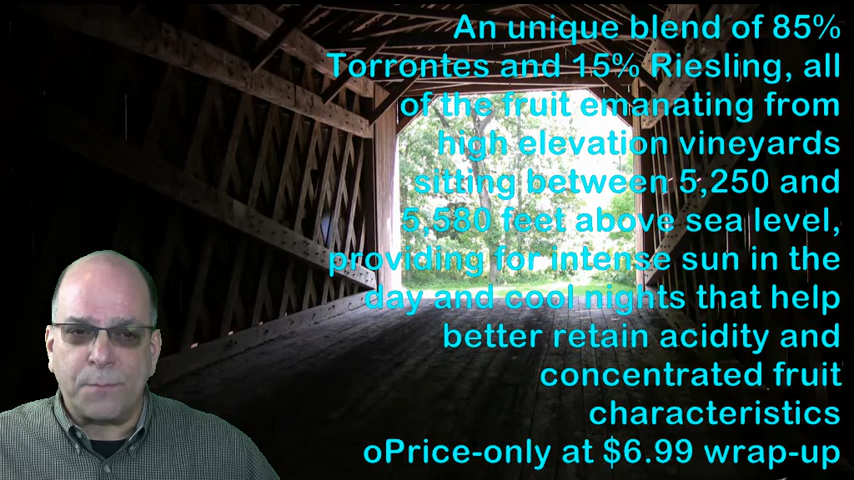 An unique blend of 85%
Torrontes and 15% Riesling, all
of the fruit emanating from
high elevation vineyards
sitting between 5,250 and
5,580 feet above sea level,
providing for intense sun in the
day and cool nights that help
better retain acidity and
concentrated fruit
characteristics
oPrice-only at $6.99 wrap-up